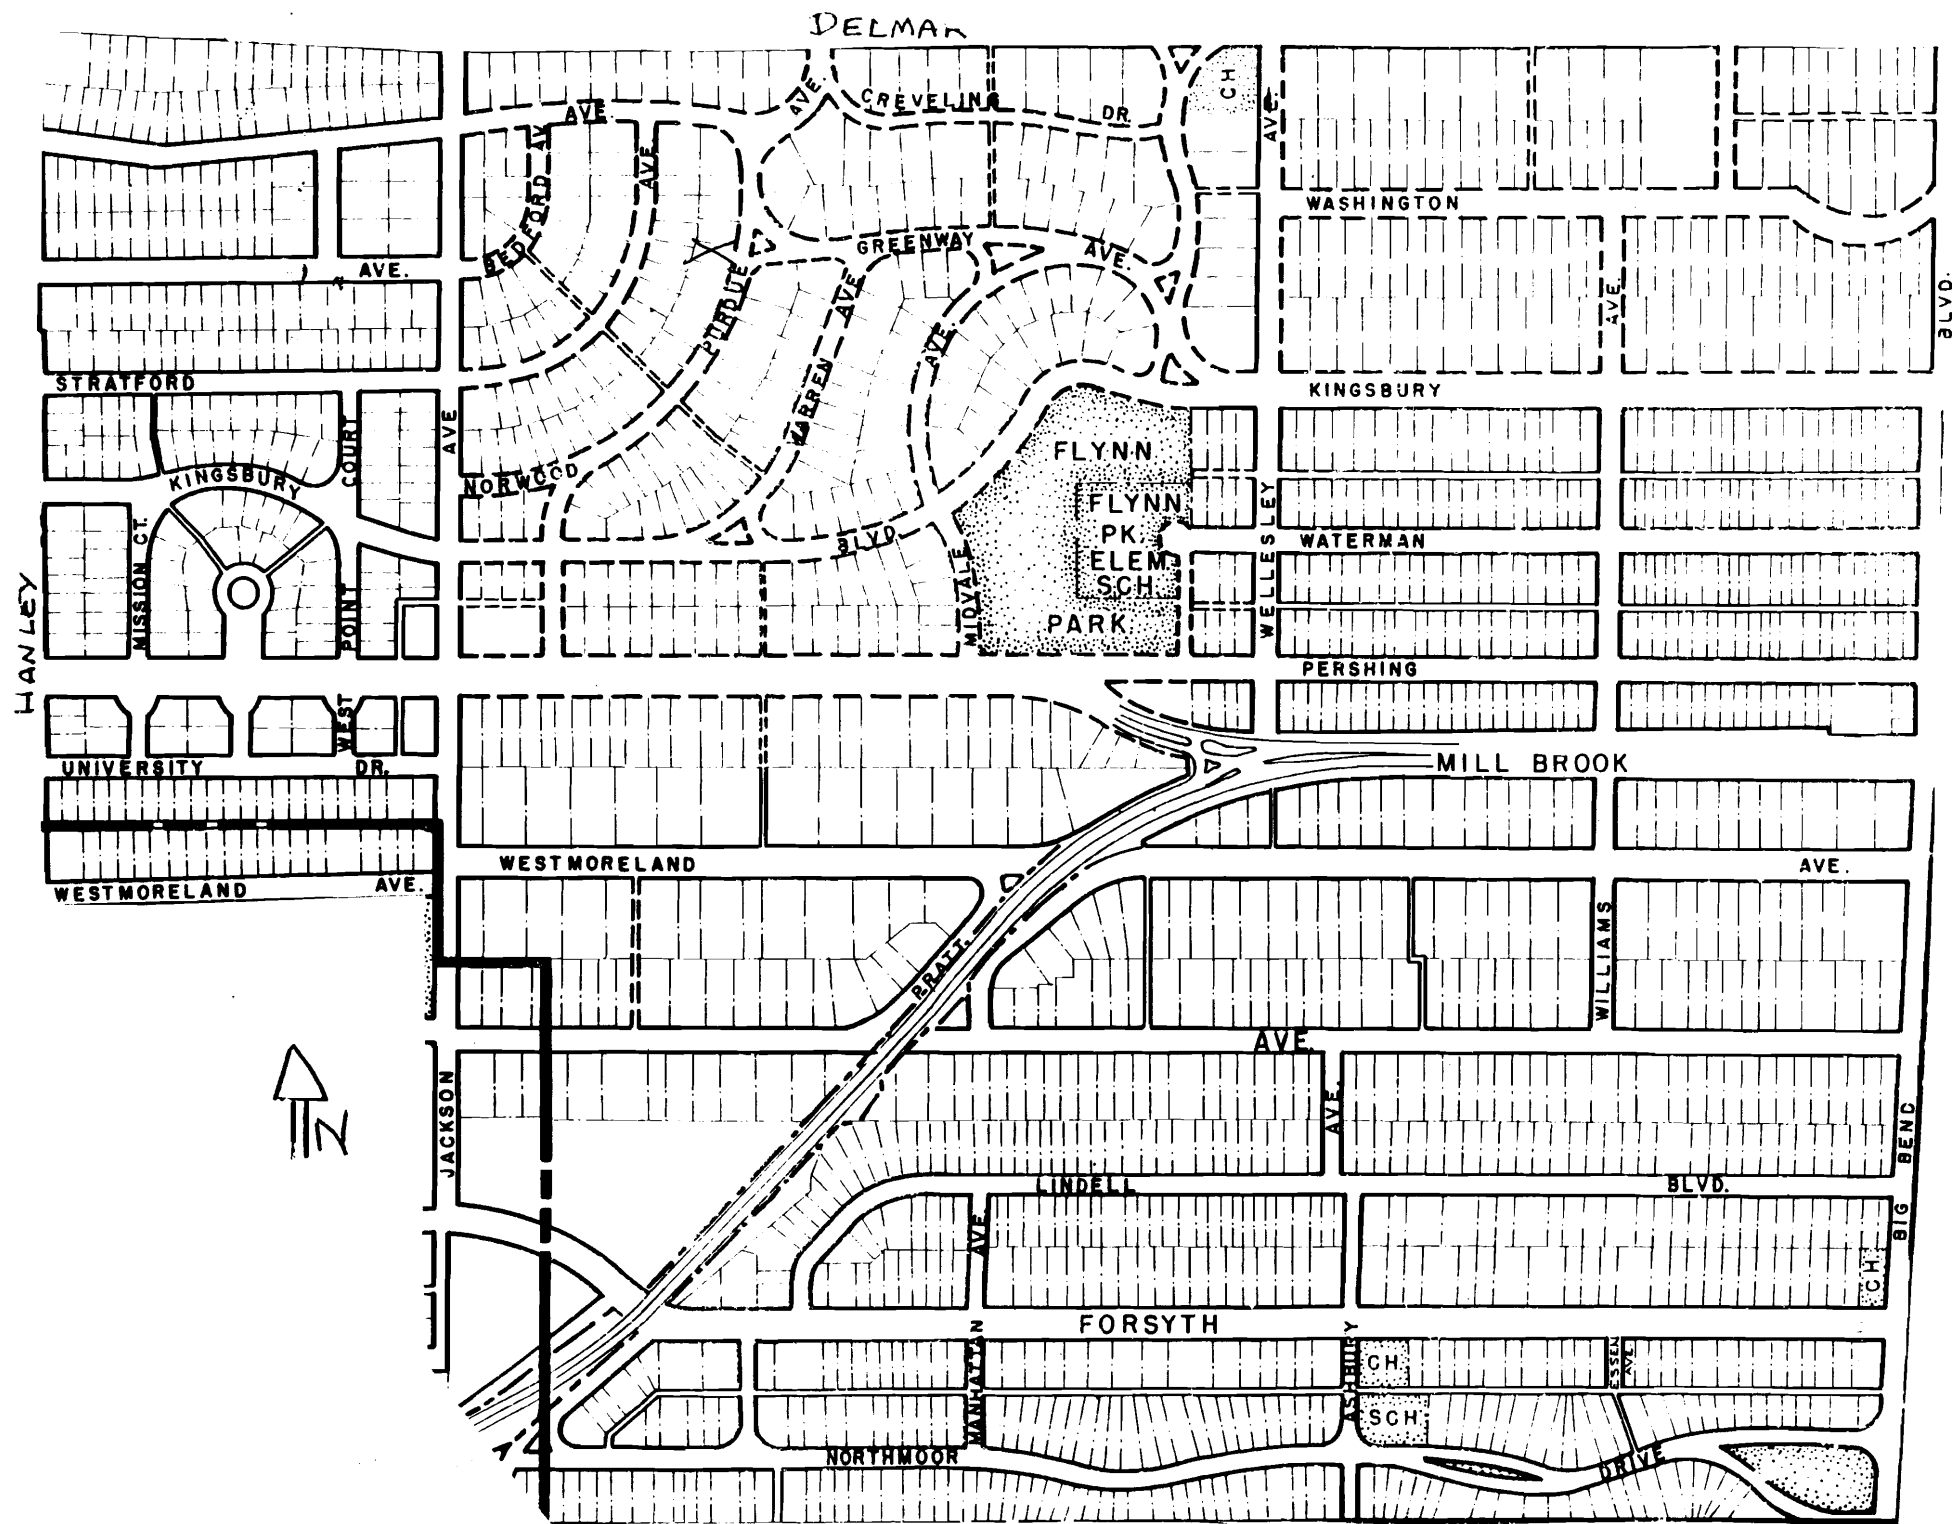 DELMAR
CH
AVE.
CREVELING
DR.
AVE.
AVE.
BEDFORD AV.
AVE.
WASHINGTON
GREENWAY
AVE.
AVE.
PURDUE
AVE.
AVE.
AVE.
BLVD.
STRATFORD
KINGSBURY
COURT
AVE
WARREN
FLYNN
KINGSBURY
NORWOOD
FLYNN
PK.
ELEM
SCH.
PARK
WELLESLEY
WATERMAN
BLVD.
MISSION CT.
HANLEY
POINT
MIDVALE
PERSHING
WEST
UNIVERSITY
DR.
MILL BROOK
WESTMORELAND
AVE.
WESTMORELAND
AVE.
WILLIAMS
PRATT
AVE.
N
JACKSON
AVE.
BEND
LINDELL
BLVD.
AVE.
BIG
CH
FORSYTH
MANHATTAN
ASHBURY
CH.
ESSEN
AVE.
SCH.
NORTHMOOR
DRIVE